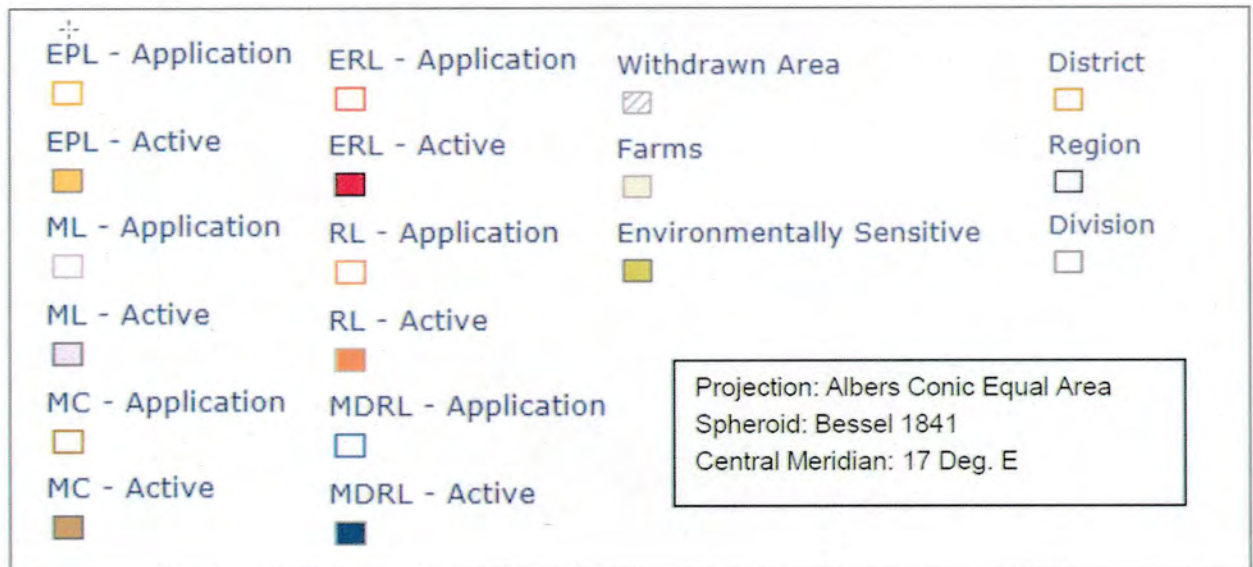 EPL - Application
EPL - Active
ML - Application
ML - Active
MC - Application
MC - Active
ERL - Application
ERL - Active
RL - Application
RL - Active
MDRL - Application
MDRL - Active
Withdrawn Area
Farms
Environmentally Sensitive
District
Region
Division
Projection: Albers Conic Equal Area
Spheroid: Bessel 1841
Central Meridian: 17 Deg. E